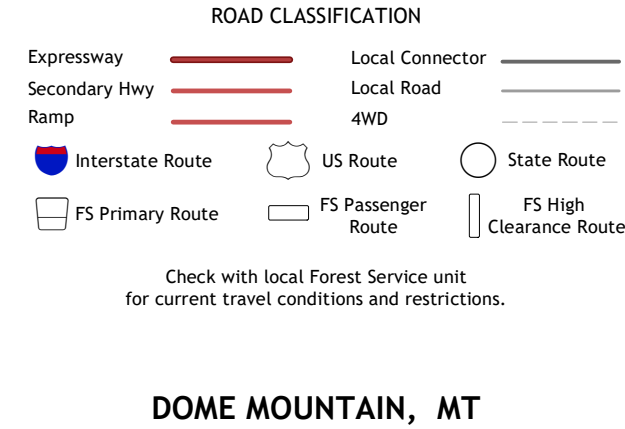 ROAD CLASSIFICATION
Expressway
Local Connector
Secondary Hwy
Local Road
Ramp
4WD
Interstate Route
US Route
State Route
FS Primary Route
FS Passenger
Route
FS High
Clearance Route
Check with local Forest Service unit
for current travel conditions and restrictions.
DOME MOUNTAIN, MT